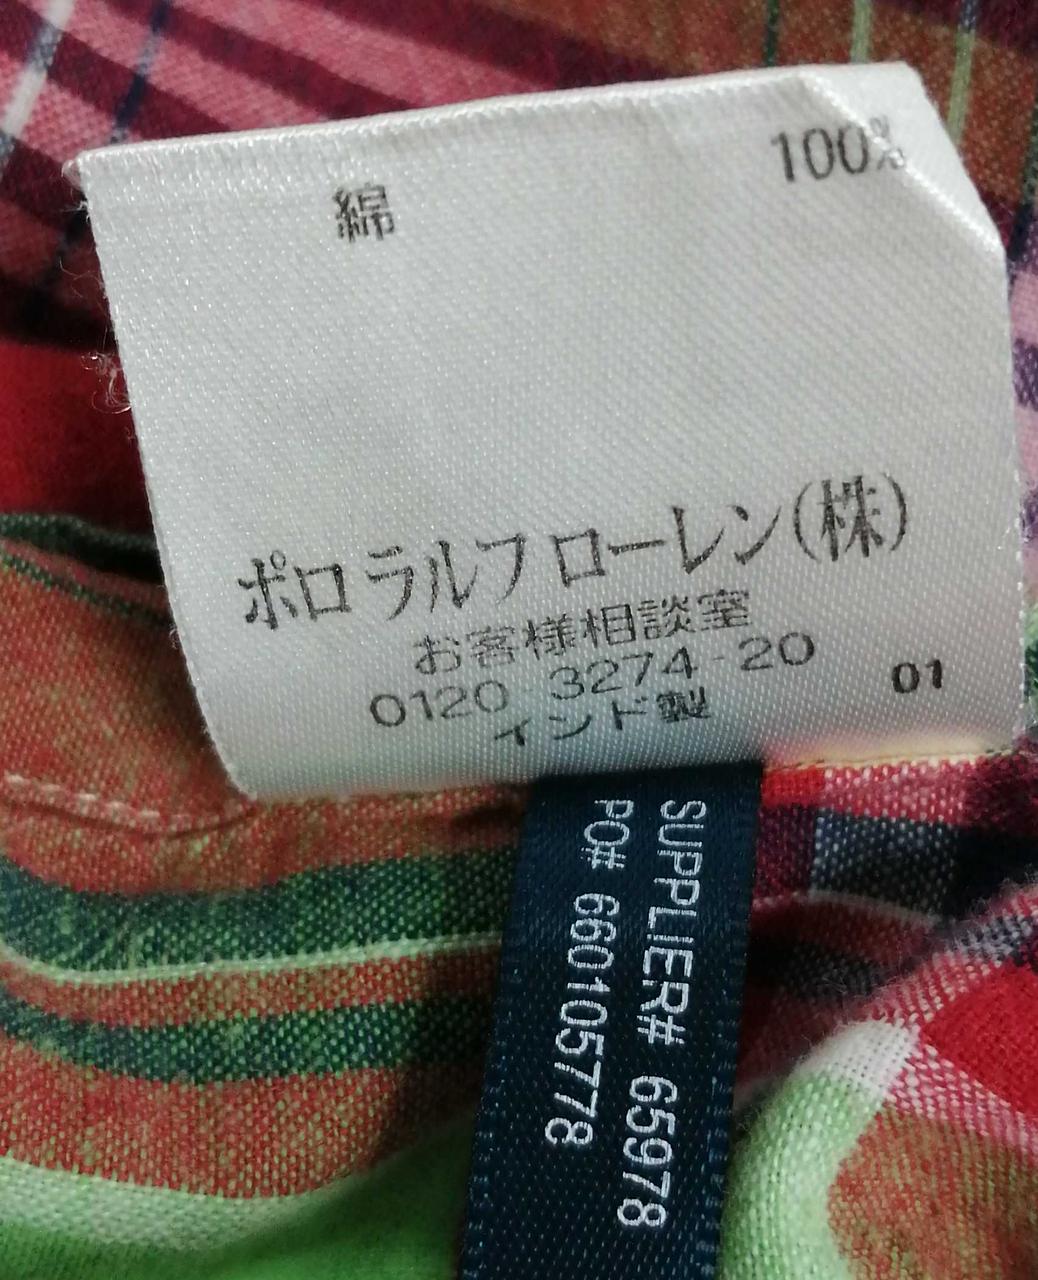 綿 100%
ポロ ラルフ ローレン(株)
お客様相談室
0120-3274-20
インド製 01
SUPPLIER# 65978
PO# 660105778